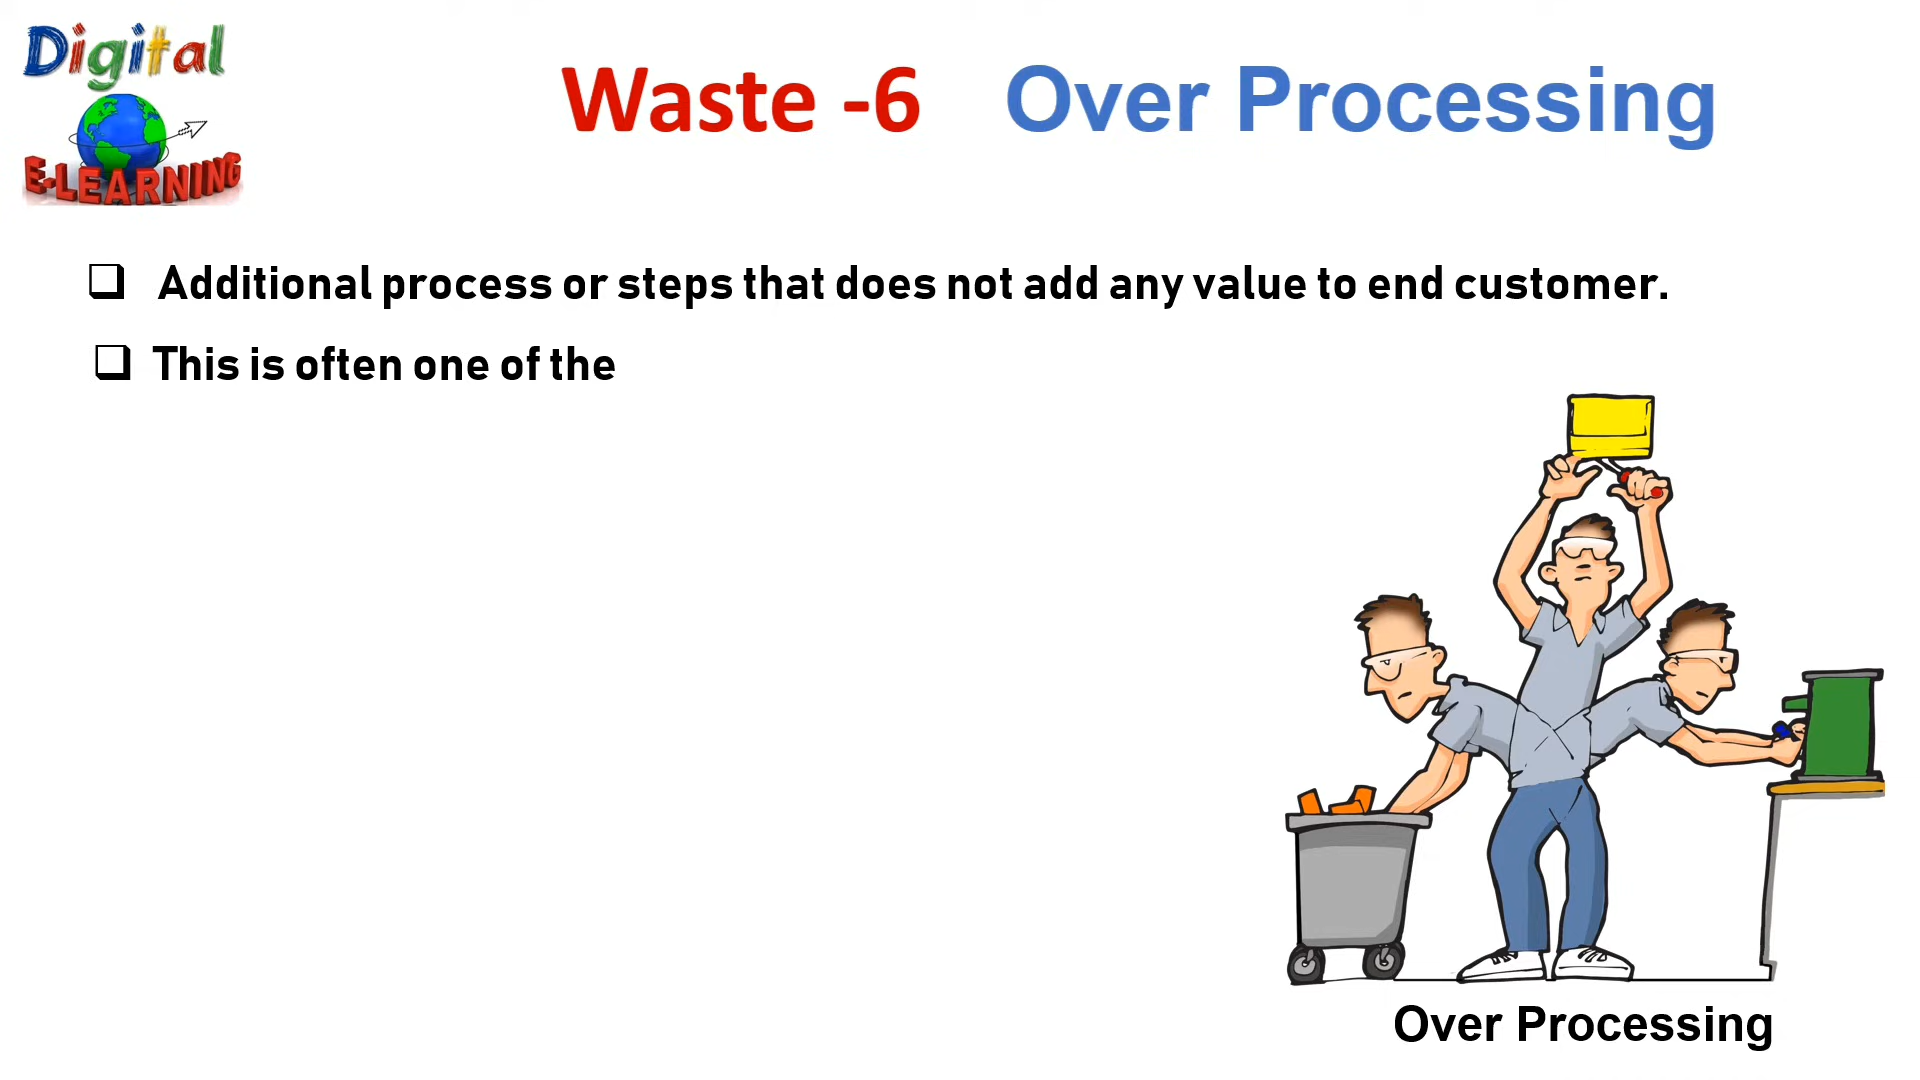 Digital
E-LEARNING
Waste -6 Over Processing
Additional process or steps that does not add any value to end customer.
This is often one of the
Over Processing